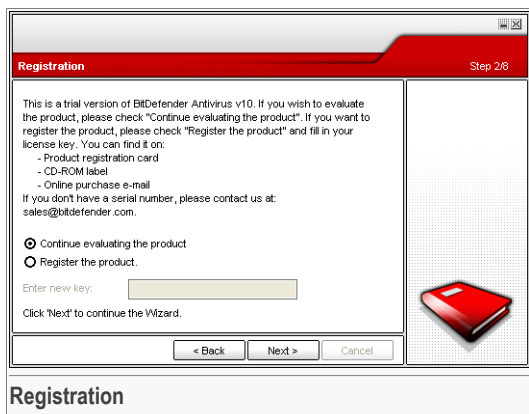 Registration
Step 2/8
This is a trial version of BitDefender Antivirus v10. If you wish to evaluate
the product, please check "Continue evaluating the product". If you want to
register the product, please check "Register the product" and fill in your
license key. You can find it on:
- Product registration card
- CD-ROM label
- Online purchase e-mail
If you don't have a serial number, please contact us at:
sales@bitdefender.com.
Continue evaluating the product
Register the product.
Enter new key:
Click 'Next' to continue the Wizard.
< Back
Next >
Cancel
Registration